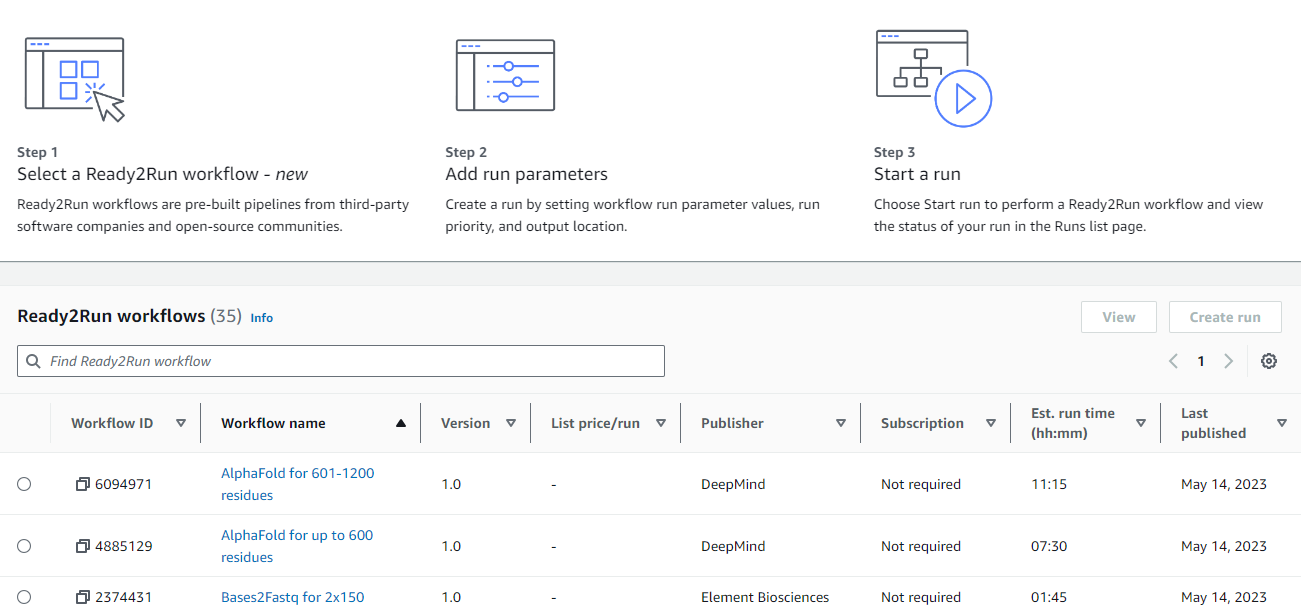 Step 1
Select a Ready2Run workflow - new
Ready2Run workflows are pre-built pipelines from third-party
software companies and open-source communities.
Step 2
Add run parameters
Create a run by setting workflow run parameter values, run
priority, and output location.
Step 3
Start a run
Choose Start run to perform a Ready2Run workflow and view
the status of your run in the Runs list page.
Ready2Run workflows (35) Info
View
Create run
Find Ready2Run workflow
1
Workflow ID Workflow name Version List price/run Publisher Subscription Est. run time (hh:mm) Last published
6094971 AlphaFold for 601-1200 residues 1.0 - DeepMind Not required 11:15 May 14, 2023
4885129 AlphaFold for up to 600 residues 1.0 - DeepMind Not required 07:30 May 14, 2023
2374431 Bases2Fastq for 2x150 1.0 - Element Biosciences Not required 01:45 May 14, 2023